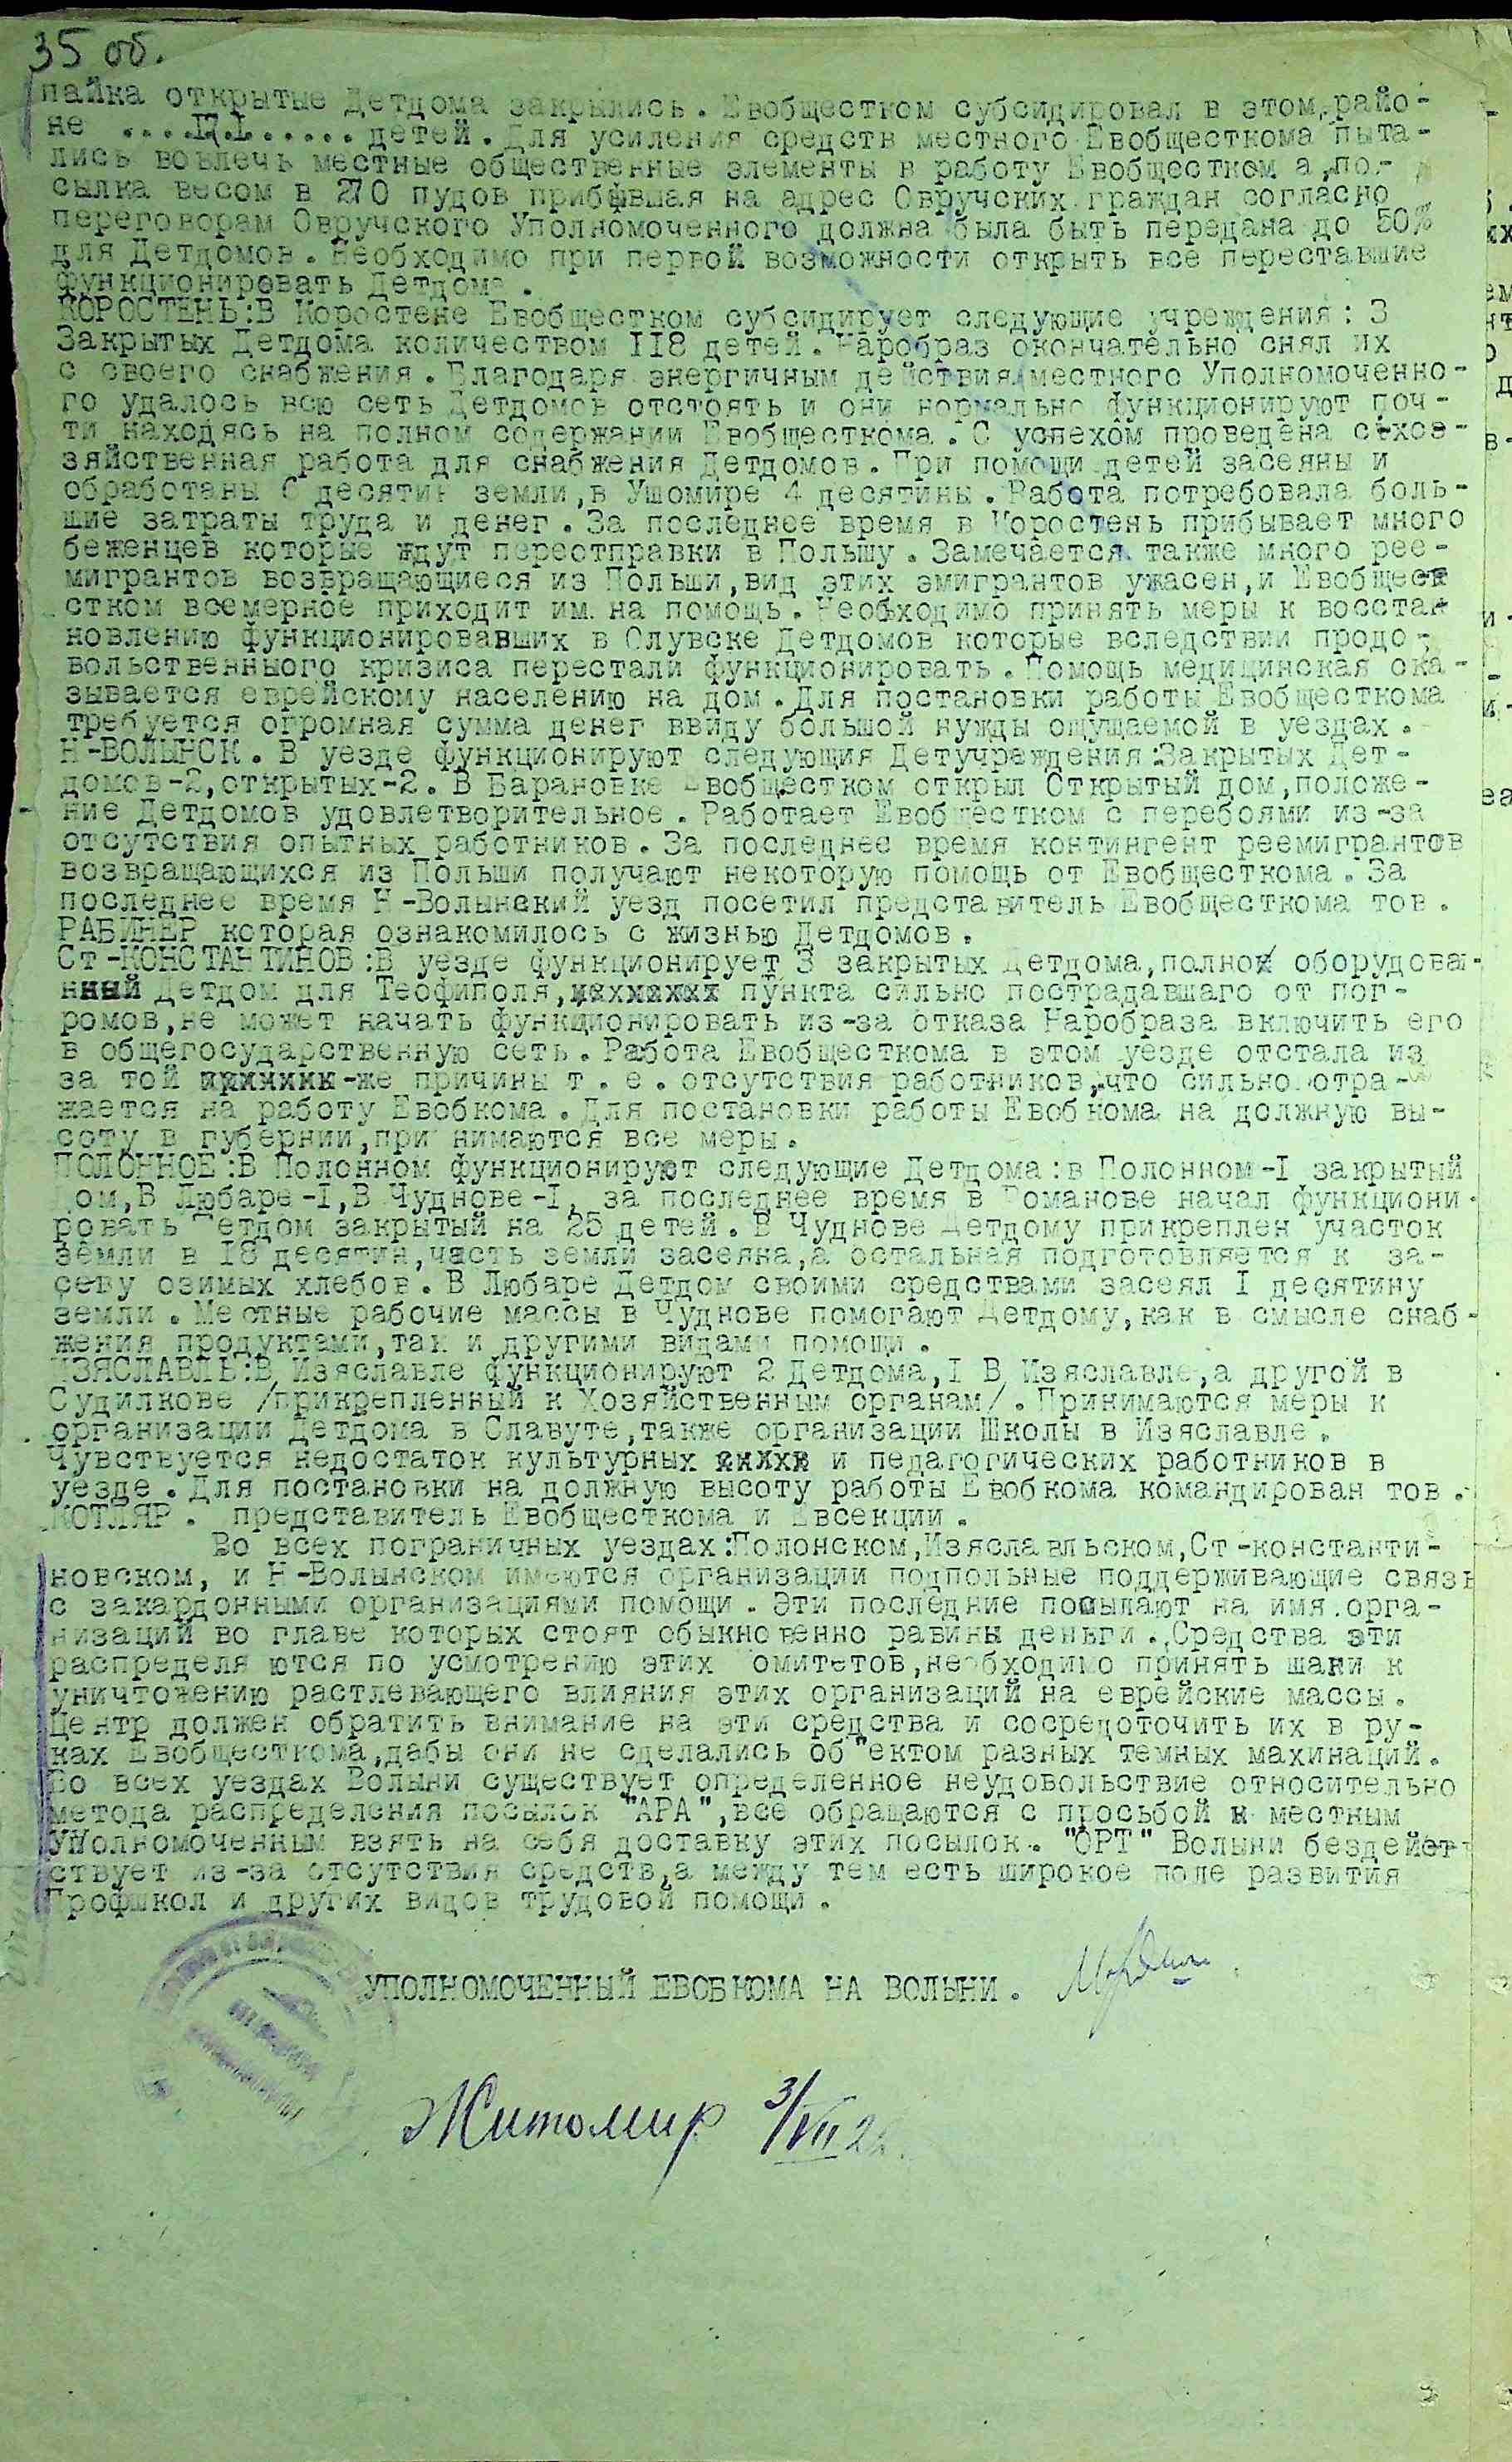 35 об.
пайка открытые Детдома закрылись. Евобщестком субсидировал в этом, райо-
не ............ детей. Для усиления средств местного Евобщесткома пыта-
лись вовлечь местные общественные элементы в работу Евобщестком а, по-
сылка весом в 270 пудов прибфвшая на адрес Овручских граждан согласно
переговорам Овручского Уполномоченного должна была быть передана до 50%
для Детдомов. Необходимо при первой возможности открыть все переставшие
функционировать Детдома.
КОРОСТЕНЬ:В Коростене Евобщестком субсидирует следующие учреждения: 3
Закрытых Детдома количеством 118 детей. Наробраз окончательно снял их
с своего снабжения. Благодаря энергичным действиям местного Уполномоченно-
го удалось всю сеть Детдомов отстоять и они нормально функционируют поч-
ти находясь на полном содержании Евобщесткома. С успехом проведена сехоз-
зяйственная работа для снабжения Детдомов. При помощи детей засеяны и
обработаны 6 десятин земли, в Ушомире 4 десятины. Работа потребовала боль-
шие затраты труда и денег. За последнее время в Коростень прибывает много
беженцев которые ждут переотправки в Польшу. Замечается также много рее-
мигрантов возвращающиеся из Польши, вид этих эмигрантов ужасен, и Евобщест
стком всемерное приходит им на помощь. Необходимо принять меры к восстан
новлению функционировавших в Олувске Детдомов которые вследствии продо-
вольственныого кризиса перестали функционировать. Помощь медицинская ока-
зывается еврейскому населению на дом. Для постановки работы Евобщесткома
требуется огромная сумма денег ввиду большой нужды ощущаемой в уездах.
Н-ВОЛЫНСК. В уезде функционируют следующия Детучреждения:Закрытых Дет-
домов-2, открытых-2. В Барановке Евобщестком открыл Открытый дом, положе-
ние Детдомов удовлетворительное. Работает Евобщестком с перебоями из-за
отсутствия опытных работников. За последнее время контингент реемигрантов
возвращающихся из Польши получают некоторую помощь от Евобщесткома. За
последнее время Н-Волынский уезд посетил представитель Евобщесткома тов.
РАБИНЕР которая ознакомилось с жизнью Детдомов.
Ст-КОНСТАНТИНОВ:В уезде функционирует 3 закрытых Детдома, полное оборудован-
нный Детдом для Теофиполя, пункта сильно пострадавшаго от пог-
ромов, не может начать функционировать из-за отказа Наробраза включить его
в общегосударственную сеть. Работа Евобщесткома в этом уезде отстала из
за той -же причины т.е. отсутствия работников, что сильно отра-
жается на работу Евобкома. Для постановки работы Евобкома на должную вы-
соту в губернии, при нимаются все меры.
ПОЛОННОЕ:В Полонном функционируют следующие Детдома: в Полонном-1 закрытый
Дом, В Любаре-1, В Чуднове-1, за последнее время в Романове начал функциони-
ровать Детдом закрытый на 25 детей. В Чуднове Детдому прикреплен участок
земли в 18 десятин, часть земли засеяна, а остальная подготовляется к за-
севу озимых хлебов. В Любаре Детдом своими средствами засеял 1 десятину
земли. Местные рабочие массы в Чуднове помогают Детдому, как в смысле снаб-
жения продуктами, так и другими видами помощи.
ИЗЯСЛАВЛЬ:В Изяславле функционируют 2 Детдома, 1 В Изяславле, а другой в
Судилкове /прикрепленный к Хозяйственным органам/. Принимаются меры к
организации Детдома в Славуте, также организации Школы в Изяславле.
Чувствуется недостаток культурных и педагогических работников в
уезде. Для постановки на должную высоту работы Евобкома командирован тов.
КОТЛЯР. представитель Евобщесткома и Евсекции.
Во всех пограничных уездах:Полонском, Изяславльском, Ст-константи-
новском, и Н-Волынском имеются организации подпольные поддерживающие связь
с закардонными организациями помощи. Эти последние посылают на имя орга-
низаций во главе которых стоят обыкновенно равины деньги. Средства эти
распределя ются по усмотрению этих Комитетов, необходимо принять шаги к
уничтожению растлевающего влияния этих организаций на еврейские массы.
Центр должен обратить внимание на эти средства и сосредоточить их в ру-
ках Евобщесткома, дабы они не сделались об"ектом разных темных махинаций.
Во всех уездах Волыни существует определенное неудовольствие относительно
метода распределения посылок "АРА", все обращаются с просьбой к местным
Уполномоченным взять на себя доставку этих посылок. "ОРТ" Волыни бездейст-
ствует из-за отсутствия средств, а между тем есть широкое поле развития
Профшкол и других видов трудовой помощи.
УПОЛНОМОЧЕННЫЙ ЕВОБКОМА НА ВОЛЫНИ.
Житомир 3/VII 22.